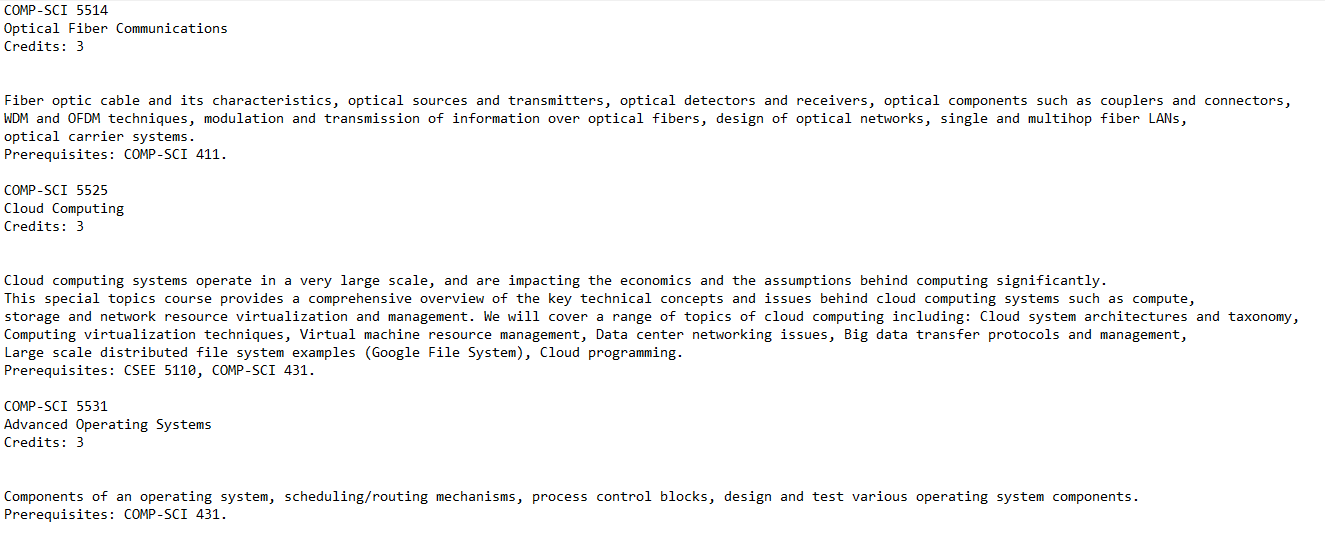 COMP-SCI 5514
Optical Fiber Communications
Credits: 3
Fiber optic cable and its characteristics, optical sources and transmitters, optical detectors and receivers, optical components such as couplers and connectors,
WDM and OFDM techniques, modulation and transmission of information over optical fibers, design of optical networks, single and multihop fiber LANs,
optical carrier systems.
Prerequisites: COMP-SCI 411.
COMP-SCI 5525
Cloud Computing
Credits: 3
Cloud computing systems operate in a very large scale, and are impacting the economics and the assumptions behind computing significantly.
This special topics course provides a comprehensive overview of the key technical concepts and issues behind cloud computing systems such as compute,
storage and network resource virtualization and management. We will cover a range of topics of cloud computing including: Cloud system architectures and taxonomy,
Computing virtualization techniques, Virtual machine resource management, Data center networking issues, Big data transfer protocols and management,
Large scale distributed file system examples (Google File System), Cloud programming.
Prerequisites: CSEE 5110, COMP-SCI 431.
COMP-SCI 5531
Advanced Operating Systems
Credits: 3
Components of an operating system, scheduling/routing mechanisms, process control blocks, design and test various operating system components.
Prerequisites: COMP-SCI 431.